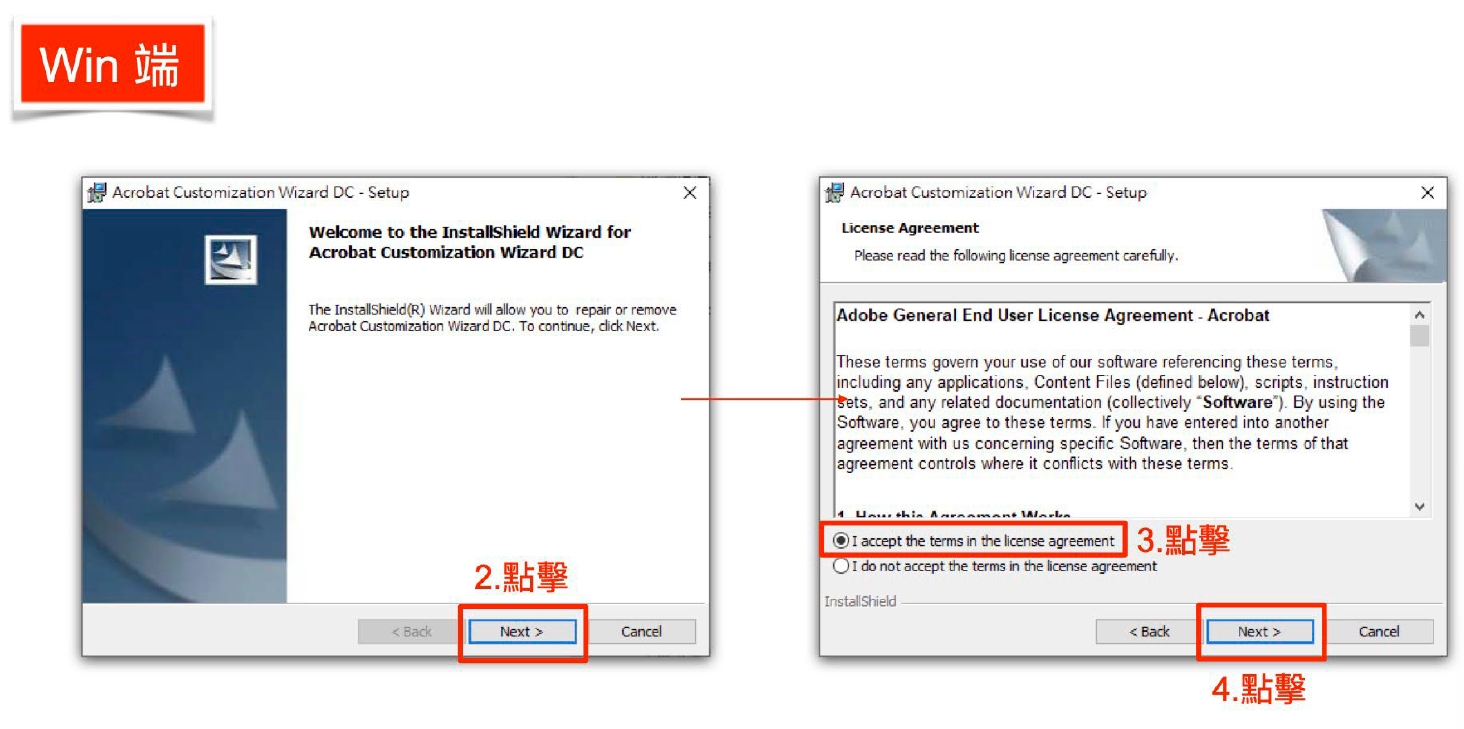 Win 端
Acrobat Customization Wizard DC - Setup
Welcome to the InstallShield Wizard for
Acrobat Customization Wizard DC
The InstallShield(R) Wizard will allow you to repair or remove
Acrobat Customization Wizard DC. To continue, click Next.
2.點擊
< Back
Next >
Cancel
Acrobat Customization Wizard DC - Setup
License Agreement
Please read the following license agreement carefully.
Adobe General End User License Agreement - Acrobat
These terms govern your use of our software referencing these terms,
including any applications, Content Files (defined below), scripts, instruction
sets, and any related documentation (collectively “Software”). By using the
Software, you agree to these terms. If you have entered into another
agreement with us concerning specific Software, then the terms of that
agreement controls where it conflicts with these terms.
1. How this Agreement Works
I accept the terms in the license agreement
3.點擊
I do not accept the terms in the license agreement
InstallShield
< Back
Next >
Cancel
4.點擊